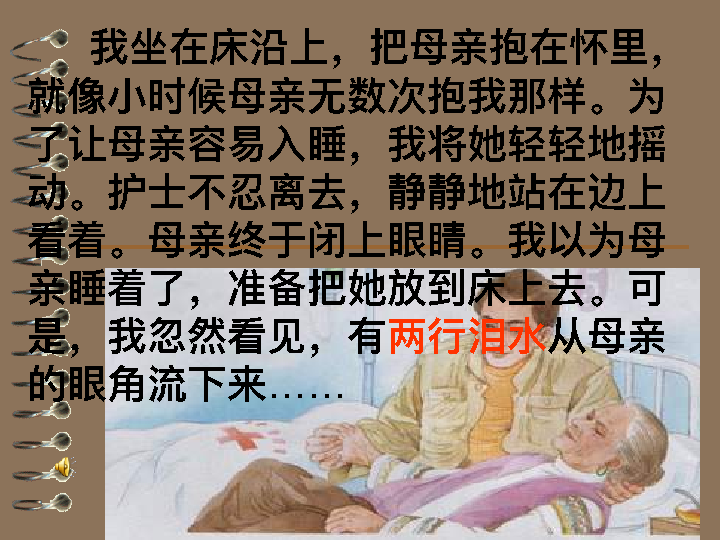 我坐在床沿上，把母亲抱在怀里，
就像小时候母亲无数次抱我那样。为
了让母亲容易入睡，我将她轻轻地摇
动。护士不忍离去，静静地站在边上
看着。母亲终于闭上眼睛。我以为母
亲睡着了，准备把她放到床上去。可
是，我忽然看见，有两行泪水从母亲
的眼角流下来……